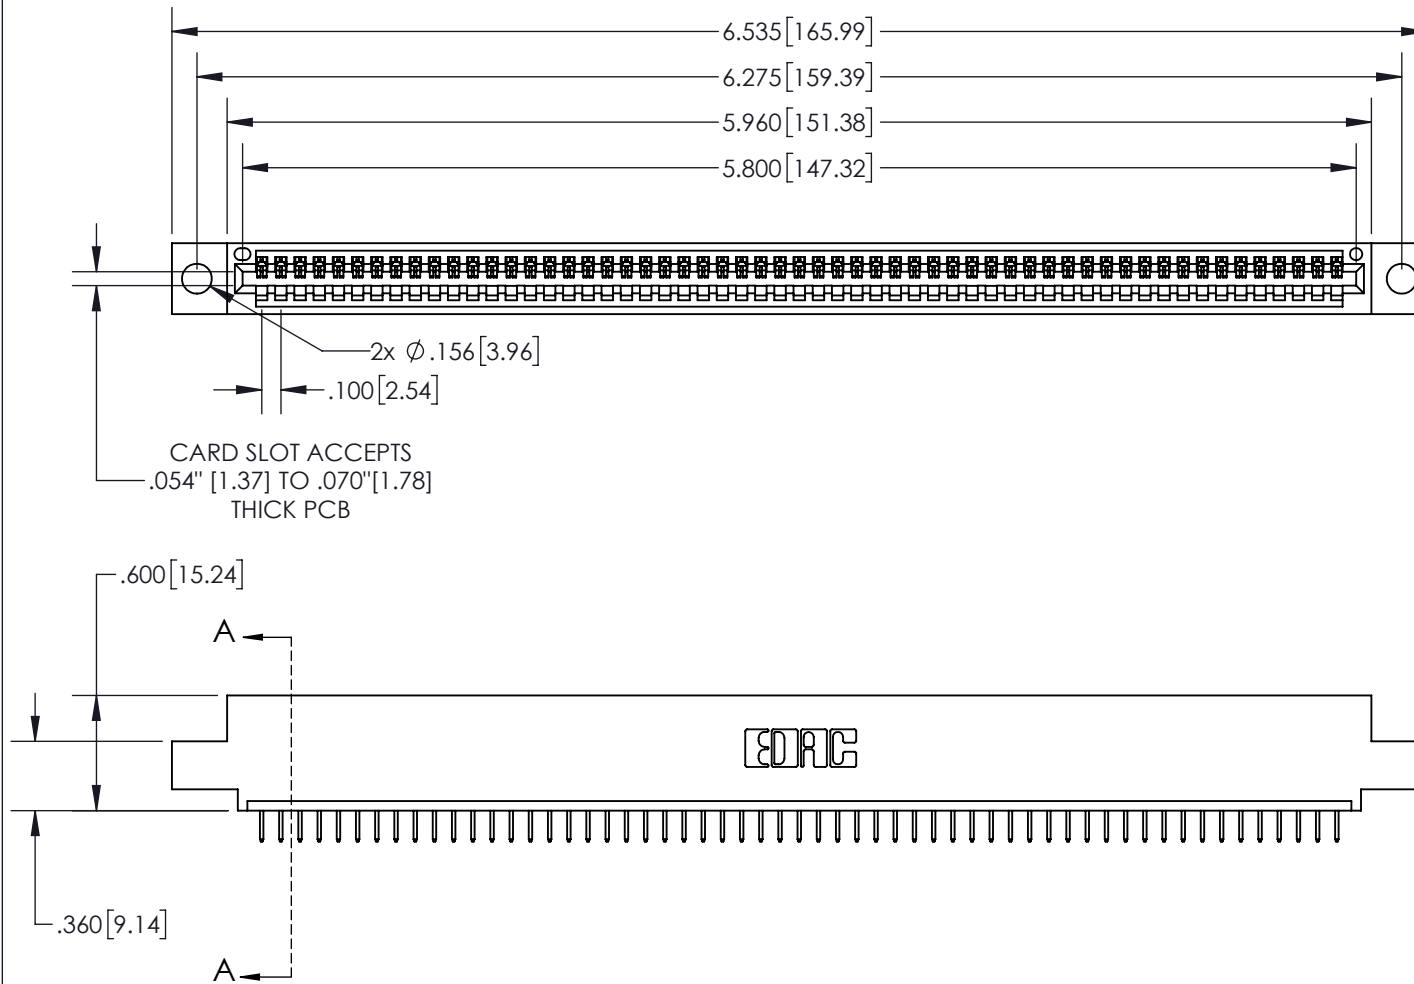 6.535[165.99]
6.275[159.39]
5.960[151.38]
5.800[147.32]
2x Ø.156[3.96]
.100[2.54]
CARD SLOT ACCEPTS
.054" [1.37] TO .070"[1.78]
THICK PCB
.600[15.24]
A
EDAC
.360[9.14]
A